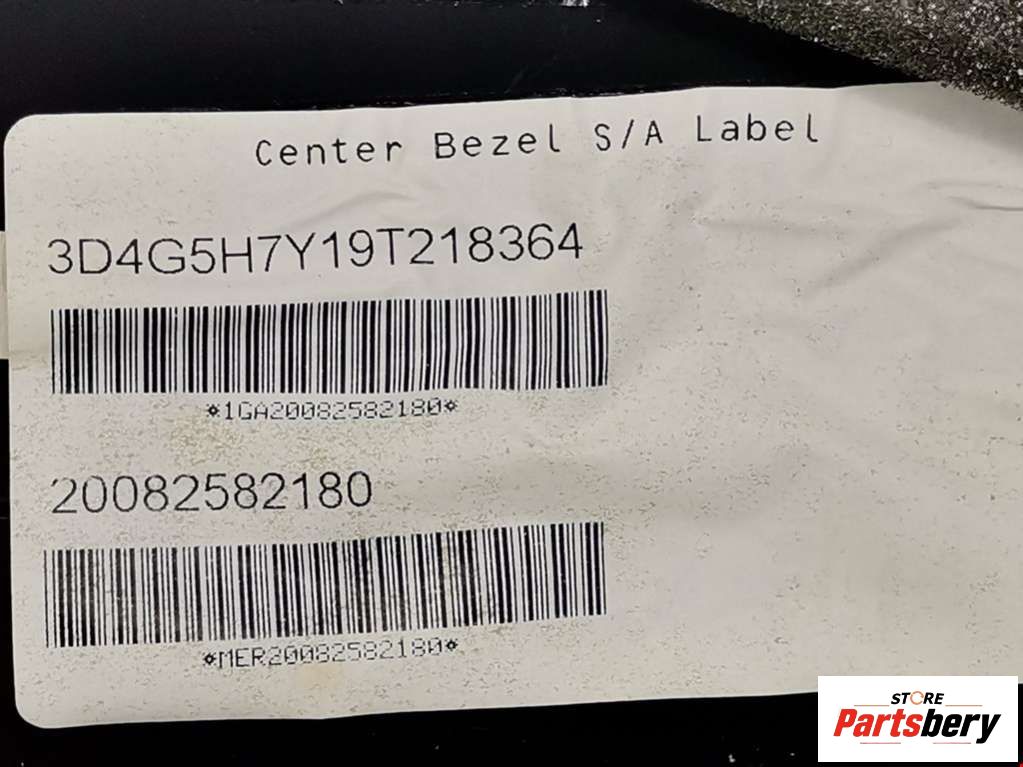 Center Bezel S/A Label
3D4G5H7Y19T218364
*1GA20082582180*
20082582180
*MER20082582180*
STORE
Partsbery